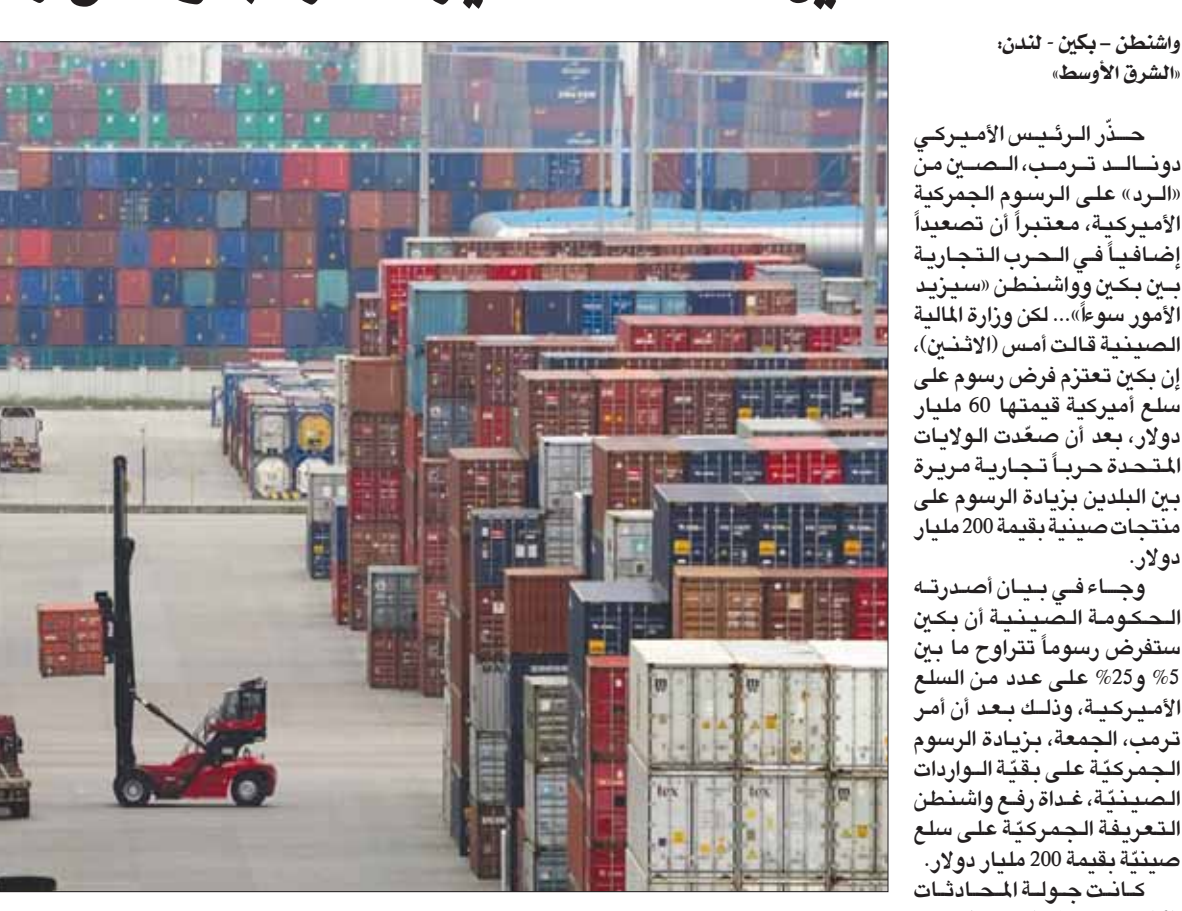 واشنطن – بكين - لندن:
«الشرق الأوسط»
حذّر الرئيس الأميركي
دونالد ترمب، الصين من
«الرد» على الرسوم الجمركية
الأميركية، معتبراً أن تصعيداً
إضافياً في الحرب التجارية
بين بكين وواشنطن «سيزيد
الأمور سوءاً»... لكن وزارة المالية
الصينية قالت أمس (الاثنين)،
إن بكين تعتزم فرض رسوم على
سلع أميركية قيمتها 60 مليار
دولار، بعد أن صعّدت الولايات
المتحدة حرباً تجارية مريرة
بين البلدين بزيادة الرسوم على
منتجات صينية بقيمة 200 مليار
دولار.
وجاء في بيان أصدرته
الحكومة الصينية أن بكين
ستفرض رسوماً تتراوح ما بين
5% و25% على عدد من السلع
الأميركية، وذلك بعد أن أمر
ترمب، الجمعة، بزيادة الرسوم
الجمركيّة على بقيّة الواردات
الصينيّة، غداة رفع واشنطن
التعريفة الجمركيّة على سلع
صينيّة بقيمة 200 مليار دولار.
كانت جولة المحادثات